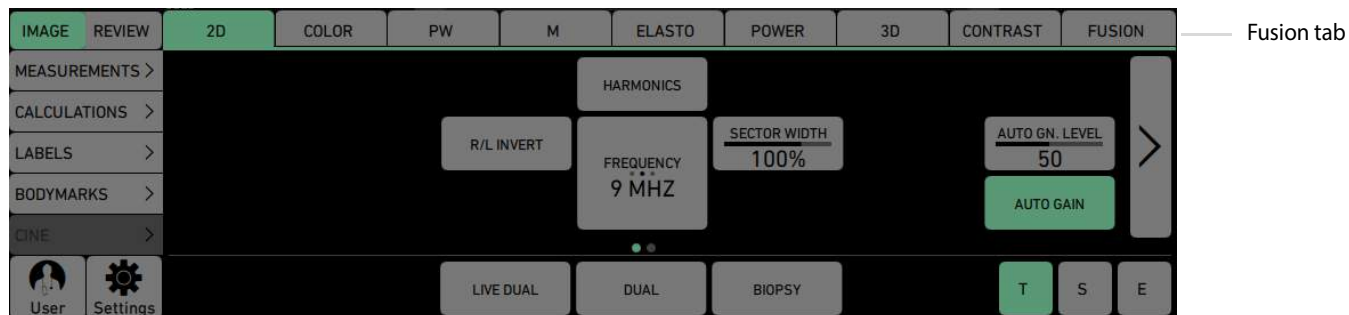 IMAGE REVIEW 2D COLOR PW M ELASTO POWER 3D CONTRAST FUSION Fusion tab
MEASUREMENTS >
CALCULATIONS >
LABELS >
BODYMARKS >
CINE >
User Settings
HARMONICS
R/L INVERT
FREQUENCY
9 MHZ
SECTOR WIDTH
100%
AUTO GN. LEVEL
50
AUTO GAIN
LIVE DUAL DUAL BIOPSY T S E